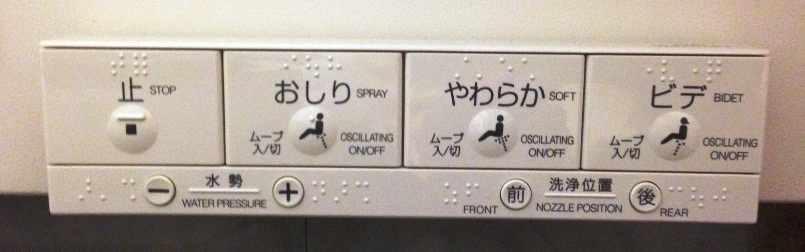 止 STOP
おしり SPRAY
ムーブ
入/切
OSCILLATING
ON/OFF
やわらか SOFT
ムーブ
入/切
OSCILLATING
ON/OFF
ビデ BIDET
ムーブ
入/切
OSCILLATING
ON/OFF
− 水勢 +
WATER PRESSURE
FRONT 前 洗浄位置 後 REAR
NOZZLE POSITION